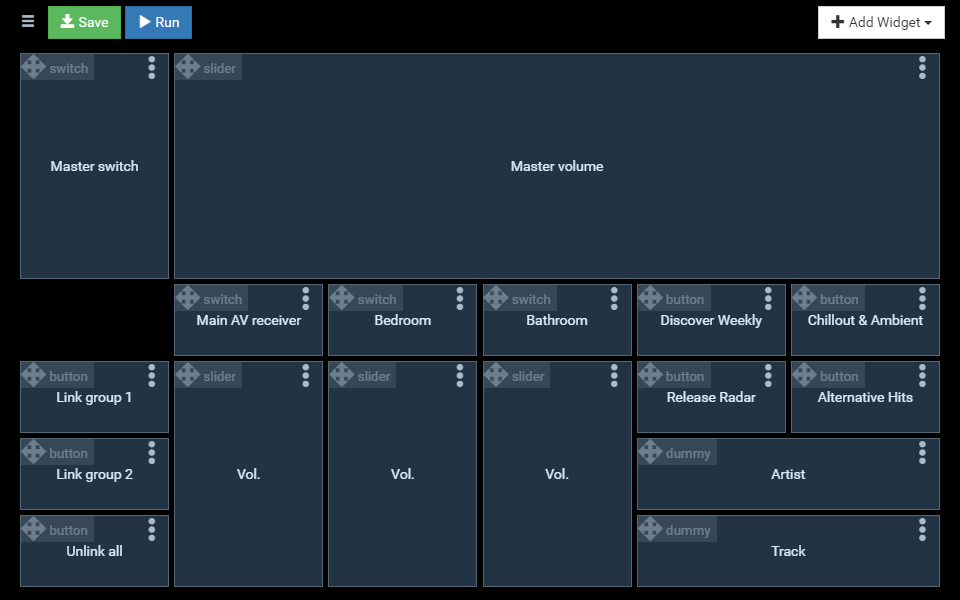 Save Run Add Widget
switch slider
Master switch Master volume
switch switch switch button button
Main AV receiver Bedroom Bathroom Discover Weekly Chillout & Ambient
button slider slider slider button button
Link group 1 Release Radar Alternative Hits
button dummy
Link group 2 Vol. Vol. Vol. Artist
button dummy
Unlink all Track